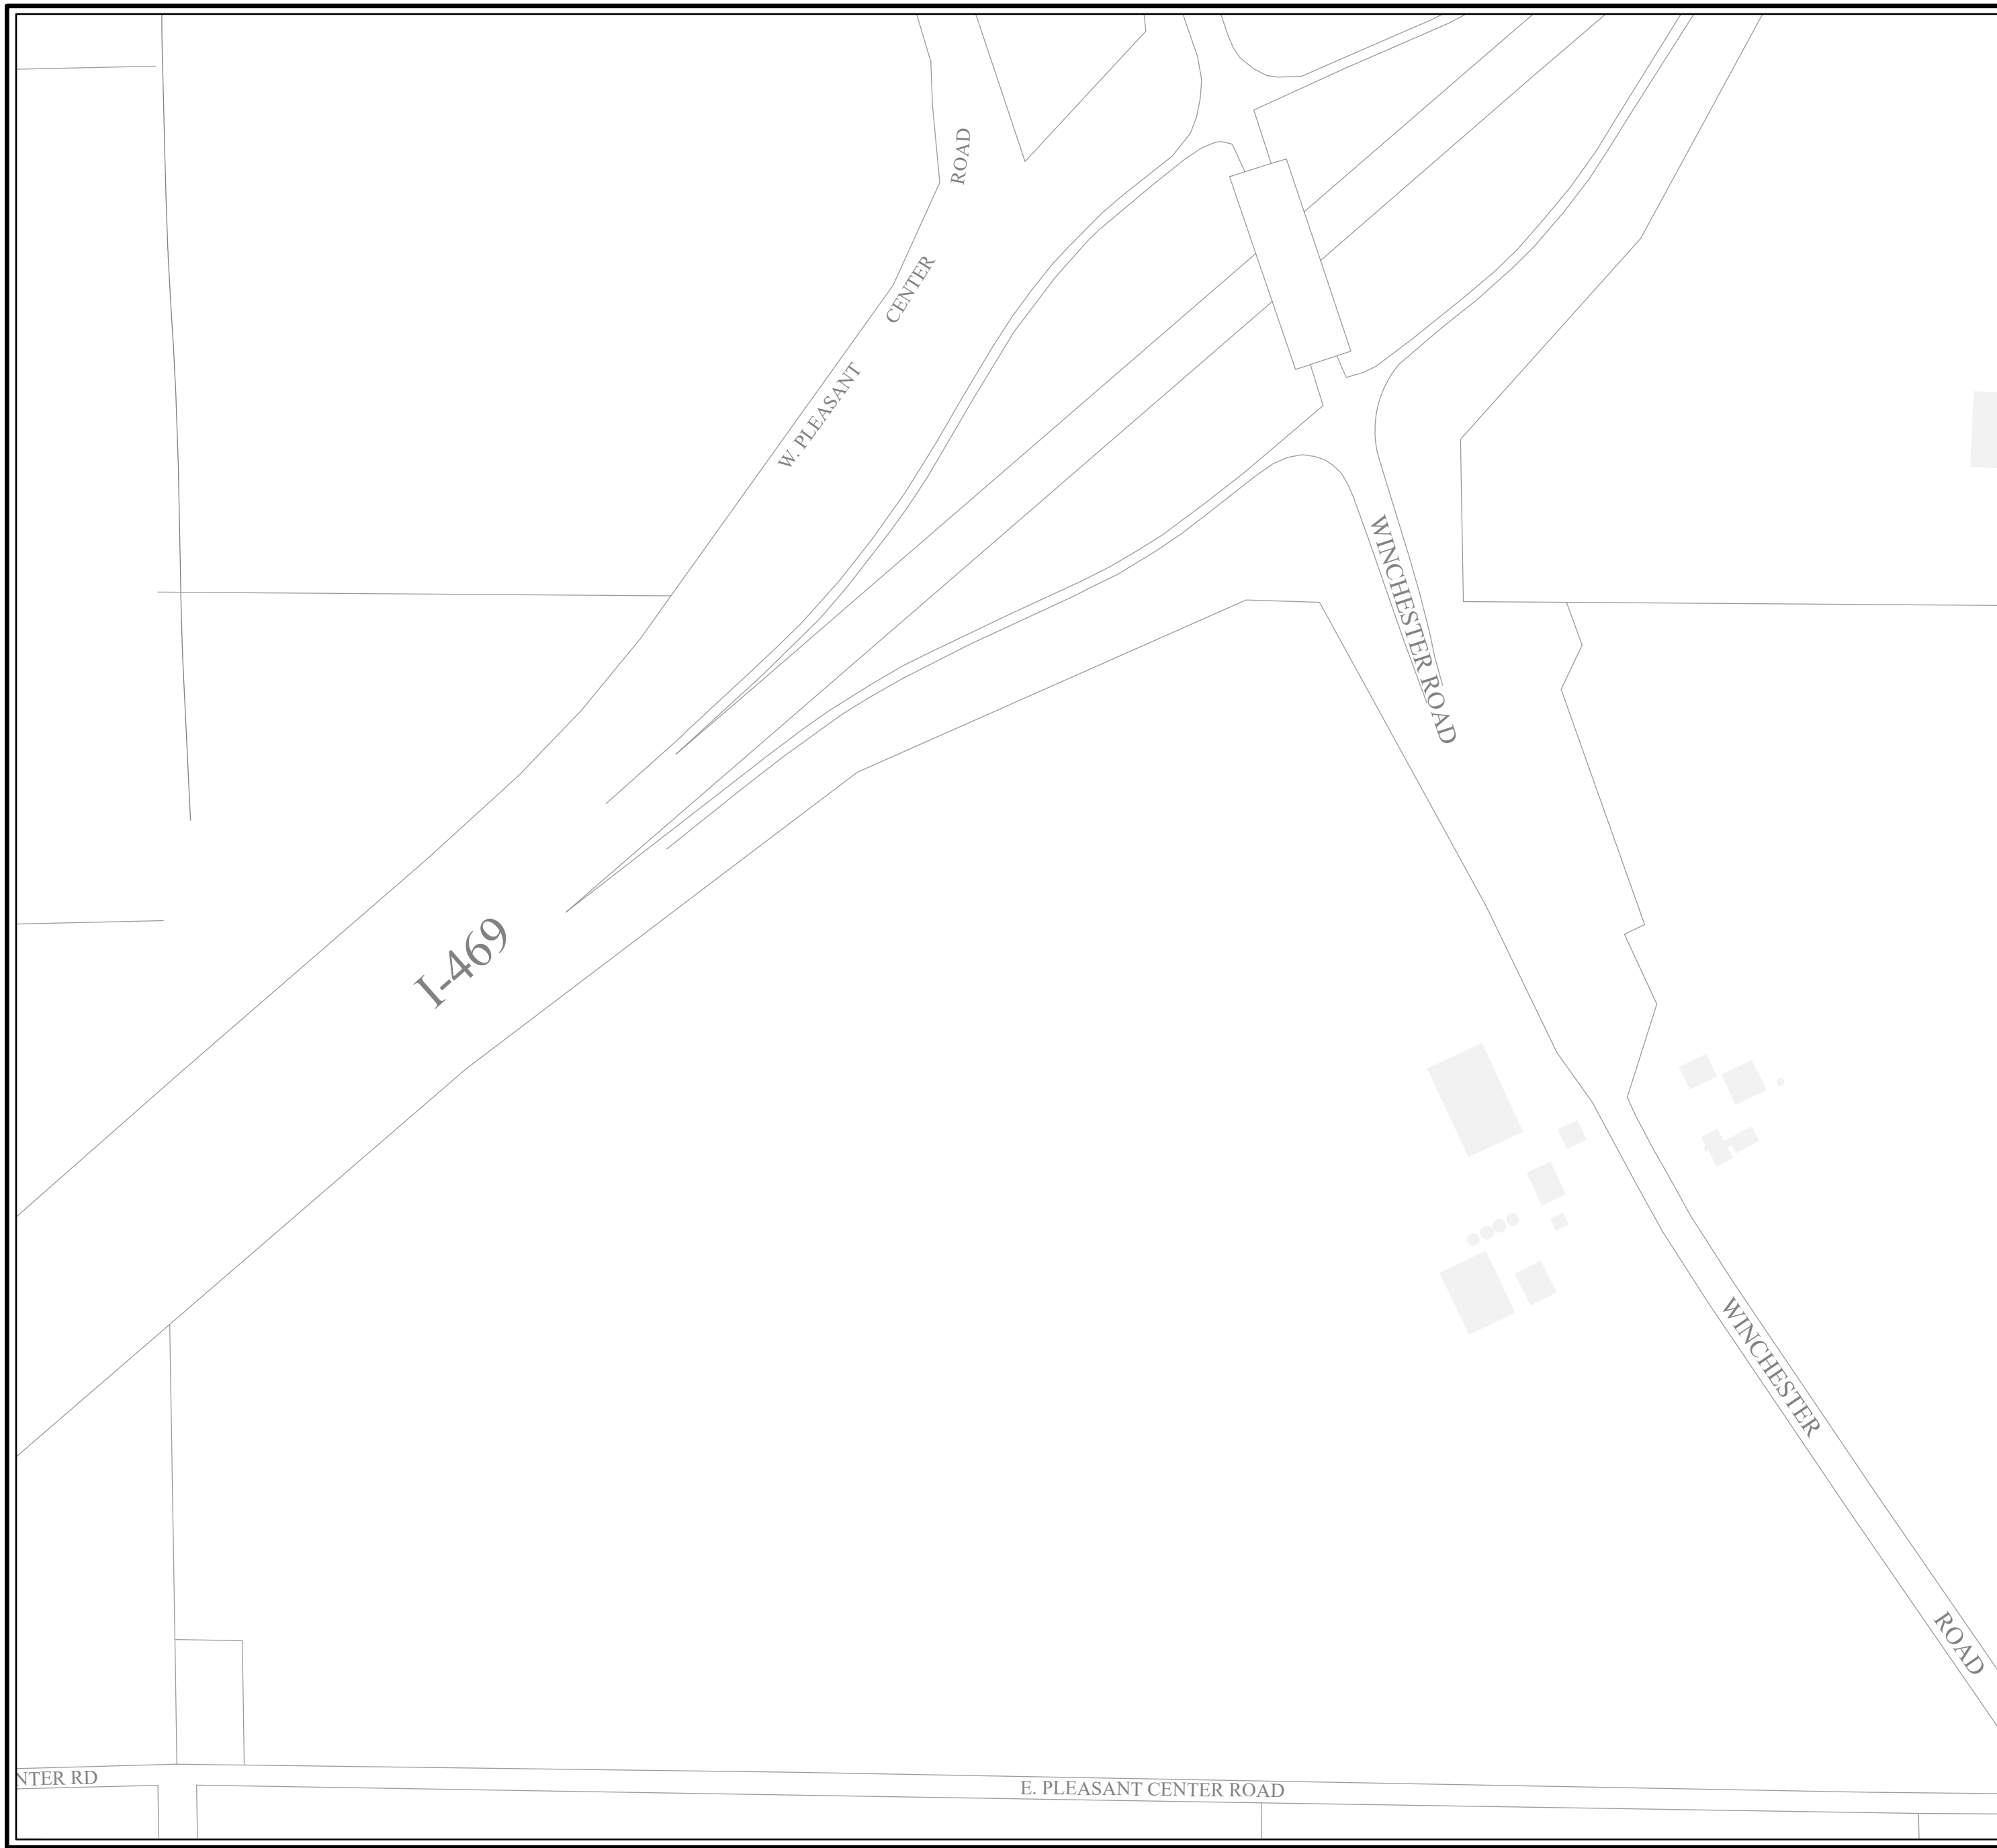 ROAD
CENTER
W. PLEASANT
WINCHESTER ROAD
I-469
WINCHESTER
ROAD
NTER RD
E. PLEASANT CENTER ROAD